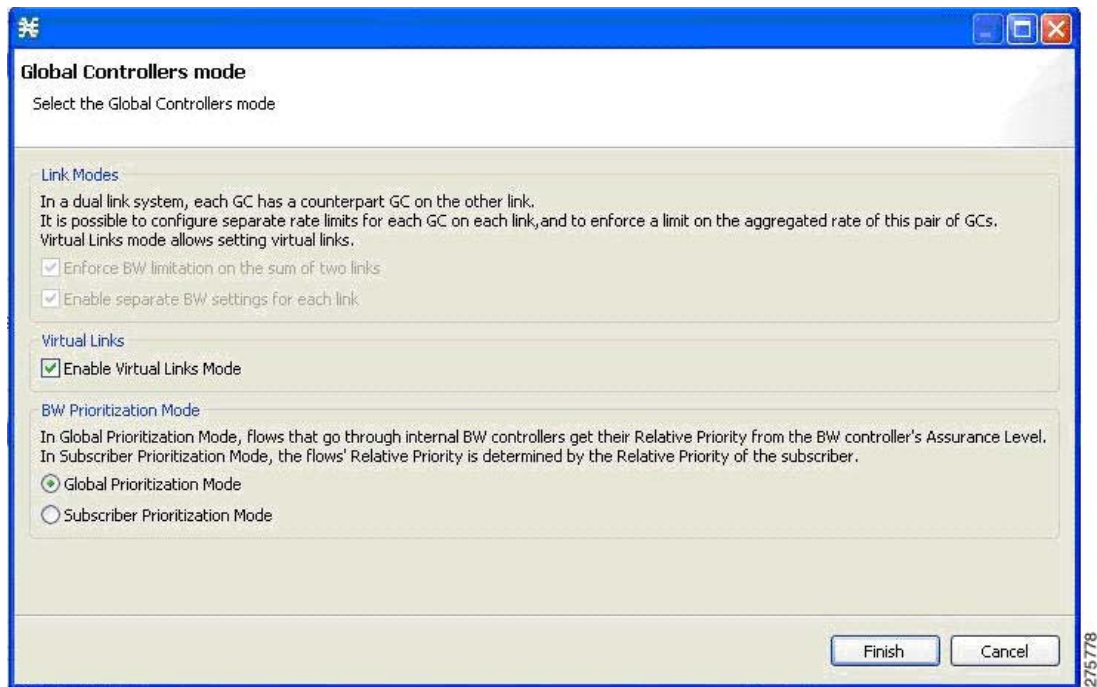 Global Controllers mode
Select the Global Controllers mode
Link Modes
In a dual link system, each GC has a counterpart GC on the other link.
It is possible to configure separate rate limits for each GC on each link,and to enforce a limit on the aggregated rate of this pair of GCs.
Virtual Links mode allows setting virtual links.
Enforce BW limitation on the sum of two links
Enable separate BW settings for each link
Virtual Links
Enable Virtual Links Mode
BW Prioritization Mode
In Global Prioritization Mode, flows that go through internal BW controllers get their Relative Priority from the BW controller's Assurance Level.
In Subscriber Prioritization Mode, the flows' Relative Priority is determined by the Relative Priority of the subscriber.
Global Prioritization Mode
Subscriber Prioritization Mode
Finish
Cancel
275778